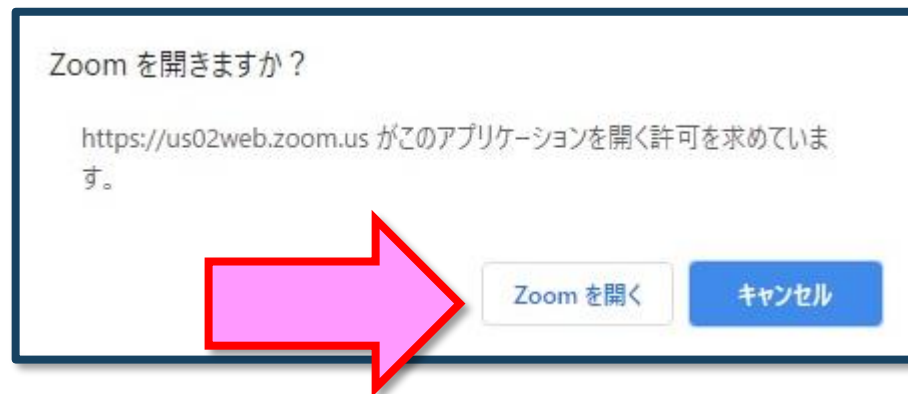 Zoom を開きますか？
https://us02web.zoom.us がこのアプリケーションを開く許可を求めていま
す。
Zoom を開く
キャンセル